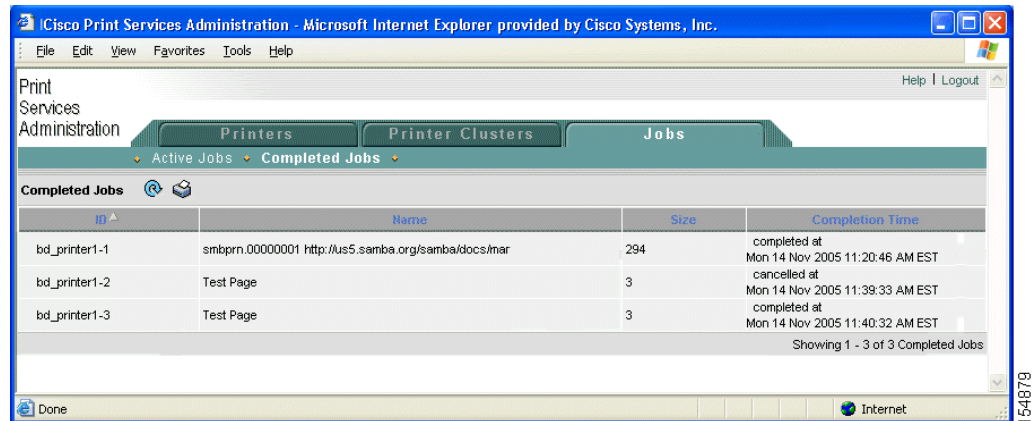 Cisco Print Services Administration - Microsoft Internet Explorer provided by Cisco Systems, Inc.
File Edit View Favorites Tools Help
Help | Logout
Print
Services
Administration
Printers Printer Clusters Jobs
Active Jobs Completed Jobs
Completed Jobs
ID Name Size Completion Time
bd_printer1-1 smbprn.00000001 http://us5.samba.org/samba/docs/mar 294 completed at
Mon 14 Nov 2005 11:20:46 AM EST
bd_printer1-2 Test Page 3 cancelled at
Mon 14 Nov 2005 11:39:33 AM EST
bd_printer1-3 Test Page 3 completed at
Mon 14 Nov 2005 11:40:32 AM EST
Showing 1 - 3 of 3 Completed Jobs
Done Internet
154879